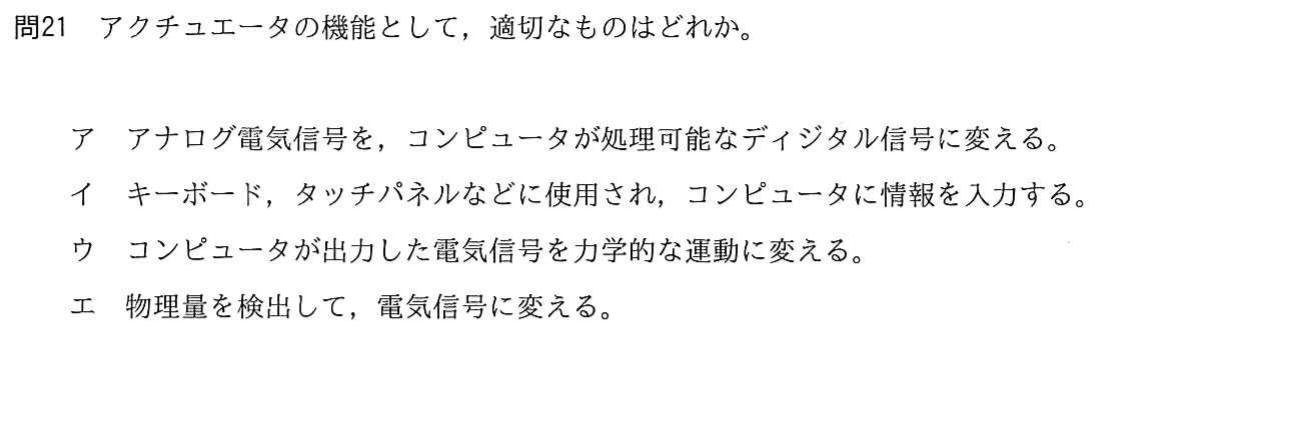 問21 アクチュエータの機能として，適切なものはどれか。
ア アナログ電気信号を，コンピュータが処理可能なディジタル信号に変える。
イ キーボード，タッチパネルなどに使用され，コンピュータに情報を入力する。
ウ コンピュータが出力した電気信号を力学的な運動に変える。
エ 物理量を検出して，電気信号に変える。